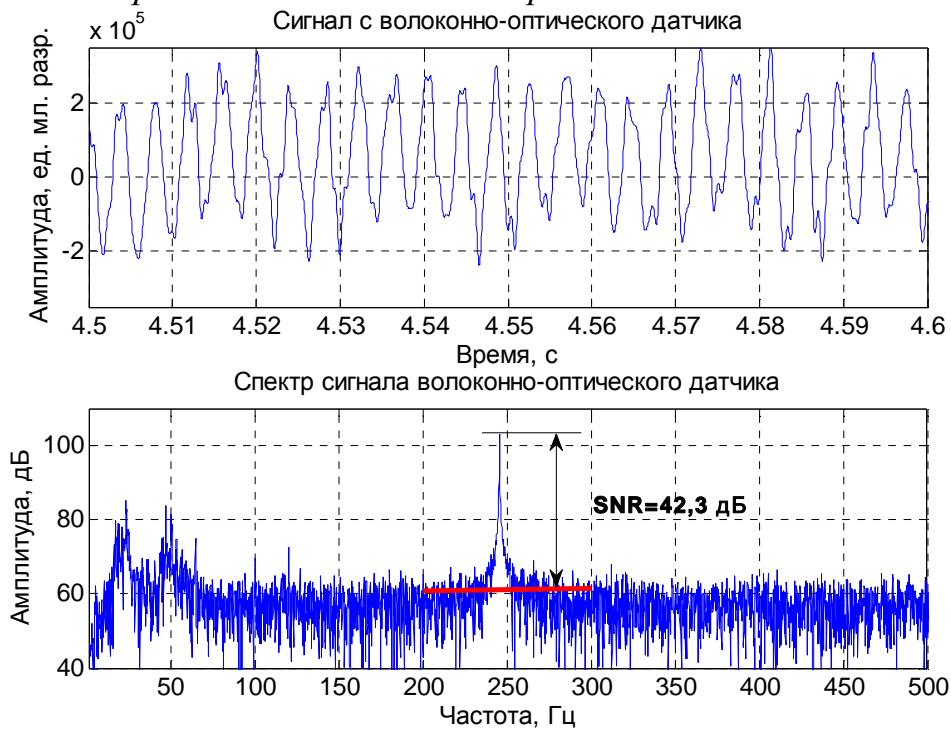 Сигнал с волоконно-оптического датчика
x 10^5
Амплитуда, ед. мл. разр.
2
0
-2
4.5 4.51 4.52 4.53 4.54 4.55 4.56 4.57 4.58 4.59 4.6
Время, с
Спектр сигнала волоконно-оптического датчика
Амплитуда, дБ
100
80
60
40
SNR=42,3 дБ
50 100 150 200 250 300 350 400 450 500
Частота, Гц